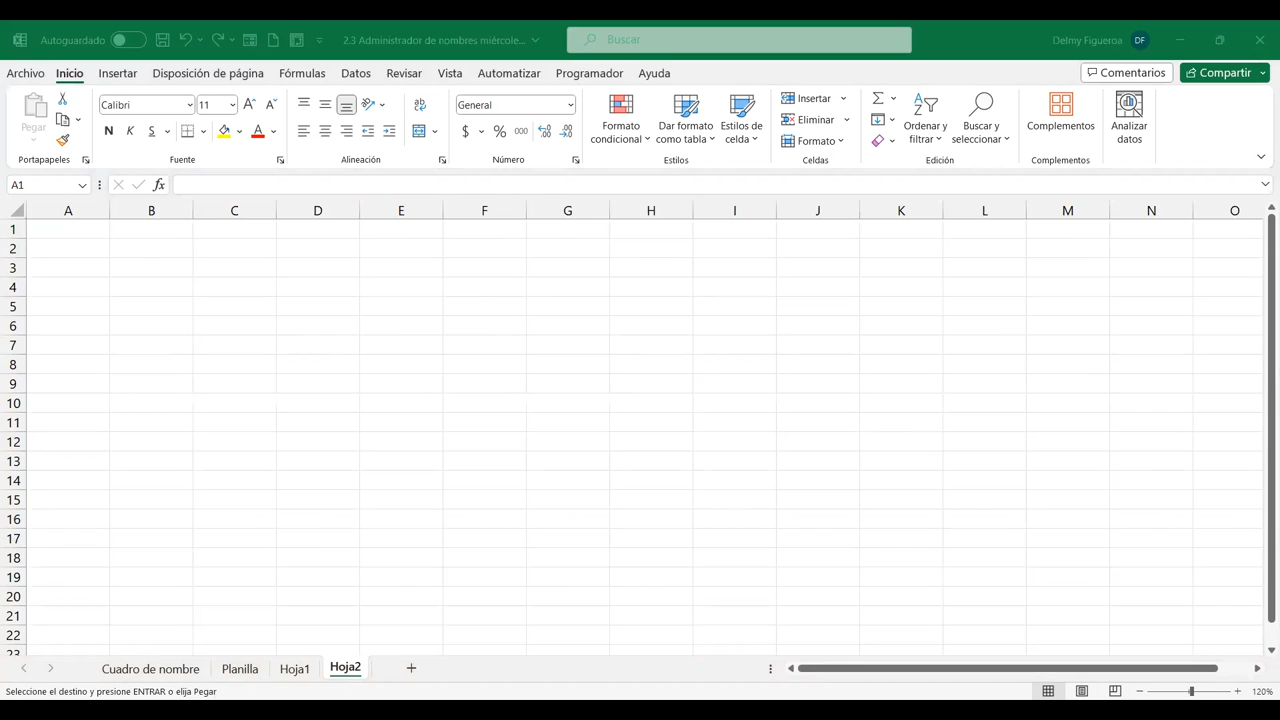 Autoguardado 2.3 Administrador de nombres miércole... Buscar Delmy Figueroa DF
Archivo Inicio Insertar Disposición de página Fórmulas Datos Revisar Vista Automatizar Programador Ayuda Comentarios Compartir
Pegar Calibri 11 General Formato condicional Dar formato como tabla Estilos de celda Insertar Eliminar Formato Ordenar y filtrar Buscar y seleccionar Complementos Analizar datos
N K S $ % 000
Portapapeles Fuente Alineación Número Estilos Celdas Edición Complementos
A1 fx
A B C D E F G H I J K L M N O
1
2
3
4
5
6
7
8
9
10
11
12
13
14
15
16
17
18
19
20
21
22
23
Cuadro de nombre Planilla Hoja1 Hoja2
Seleccione el destino y presione ENTRAR o elija Pegar 120%